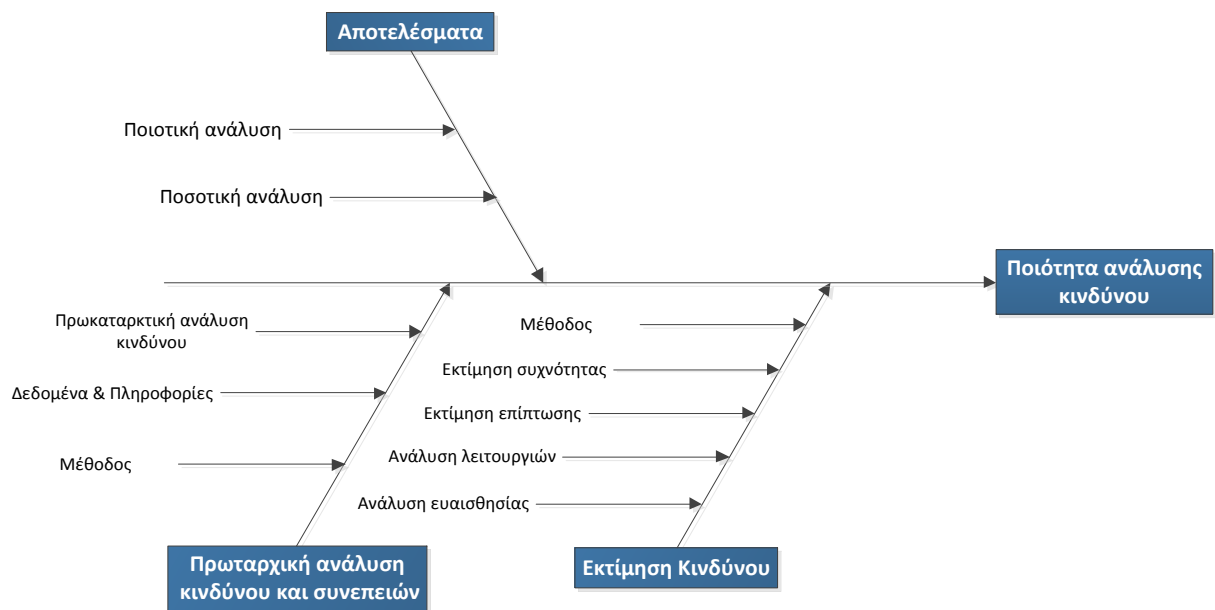 Αποτελέσματα
Ποιοτική ανάλυση
Ποσοτική ανάλυση
Ποιότητα ανάλυσης
κινδύνου
Πρωκαταρκτική ανάλυση
κινδύνου
Δεδομένα & Πληροφορίες
Μέθοδος
Μέθοδος
Εκτίμηση συχνότητας
Εκτίμηση επίπτωσης
Ανάλυση λειτουργιών
Ανάλυση ευαισθησίας
Πρωταρχική ανάλυση
κινδύνου και συνεπειών
Εκτίμηση Κινδύνου